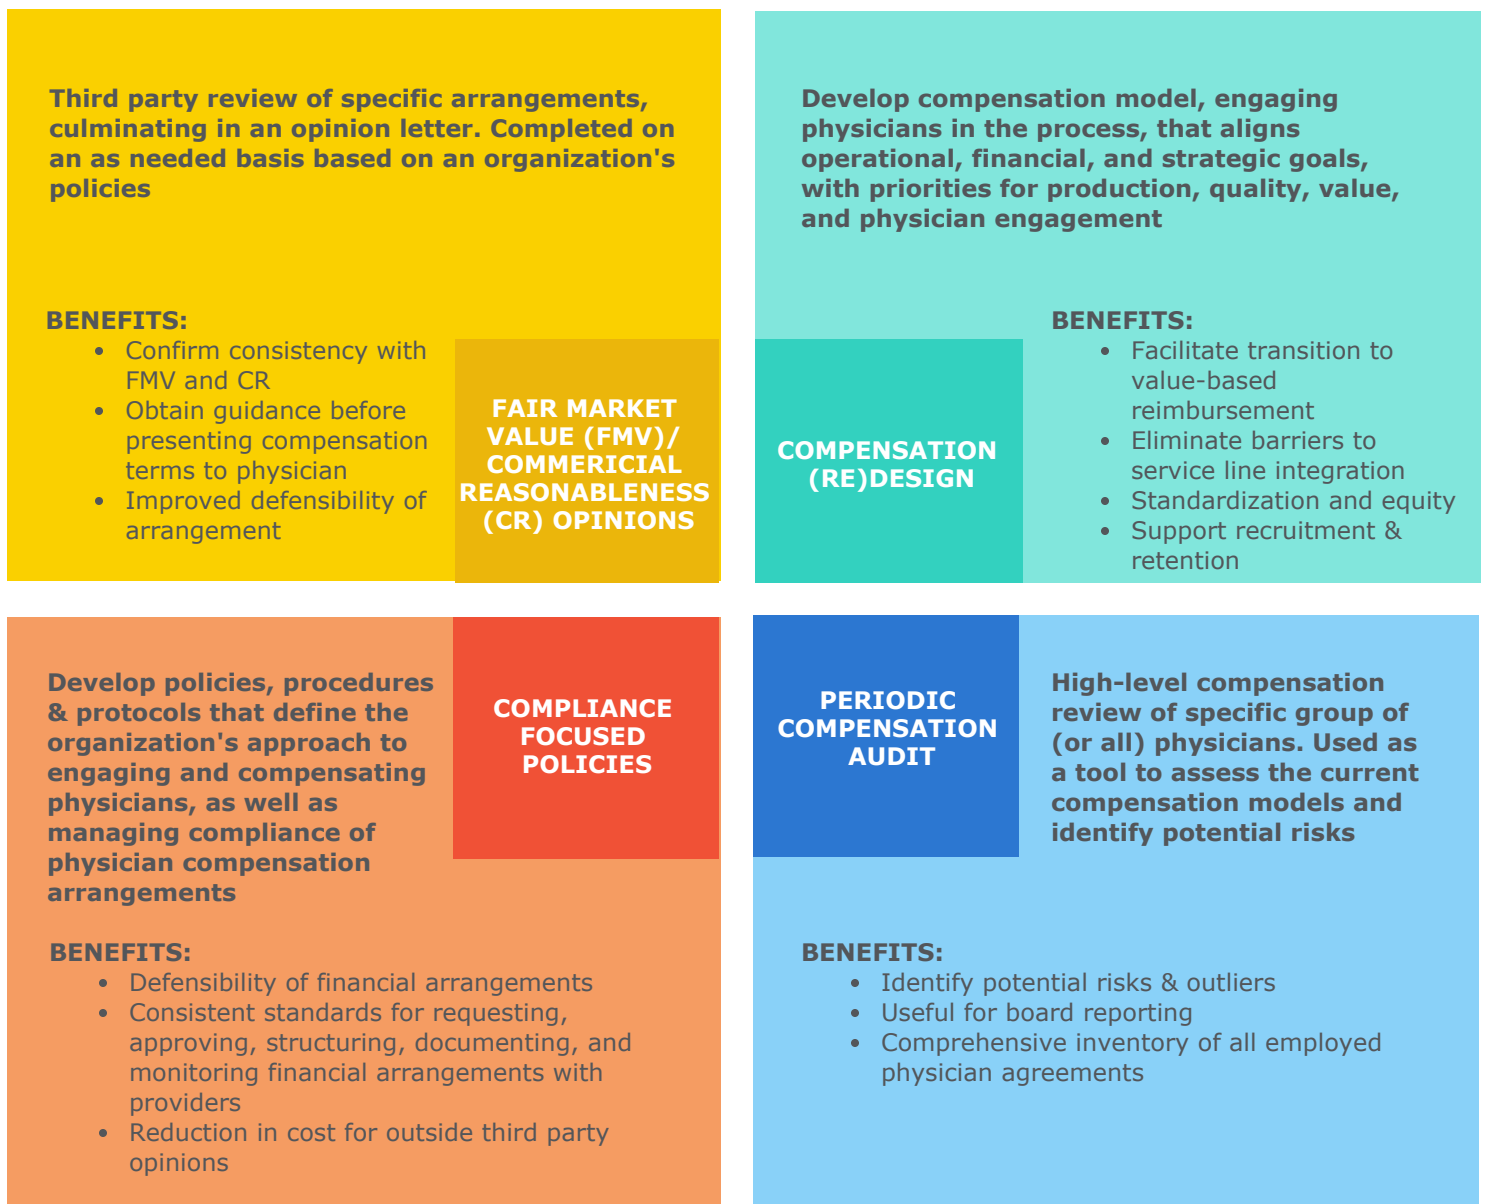 Third party review of specific arrangements,
culminating in an opinion letter. Completed on
an as needed basis based on an organization's
policies
BENEFITS:
• Confirm consistency with
FMV and CR
• Obtain guidance before
presenting compensation
terms to physician
• Improved defensibility of
arrangement
FAIR MARKET
VALUE (FMV)/
COMMERICIAL
REASONABLENESS
(CR) OPINIONS
Develop compensation model, engaging
physicians in the process, that aligns
operational, financial, and strategic goals,
with priorities for production, quality, value,
and physician engagement
COMPENSATION
(RE)DESIGN
BENEFITS:
• Facilitate transition to
value-based
reimbursement
• Eliminate barriers to
service line integration
• Standardization and equity
• Support recruitment &
retention
Develop policies, procedures
& protocols that define the
organization's approach to
engaging and compensating
physicians, as well as
managing compliance of
physician compensation
arrangements
COMPLIANCE
FOCUSED
POLICIES
BENEFITS:
• Defensibility of financial arrangements
• Consistent standards for requesting,
approving, structuring, documenting, and
monitoring financial arrangements with
providers
• Reduction in cost for outside third party
opinions
PERIODIC
COMPENSATION
AUDIT
High-level compensation
review of specific group of
(or all) physicians. Used as
a tool to assess the current
compensation models and
identify potential risks
BENEFITS:
• Identify potential risks & outliers
• Useful for board reporting
• Comprehensive inventory of all employed
physician agreements